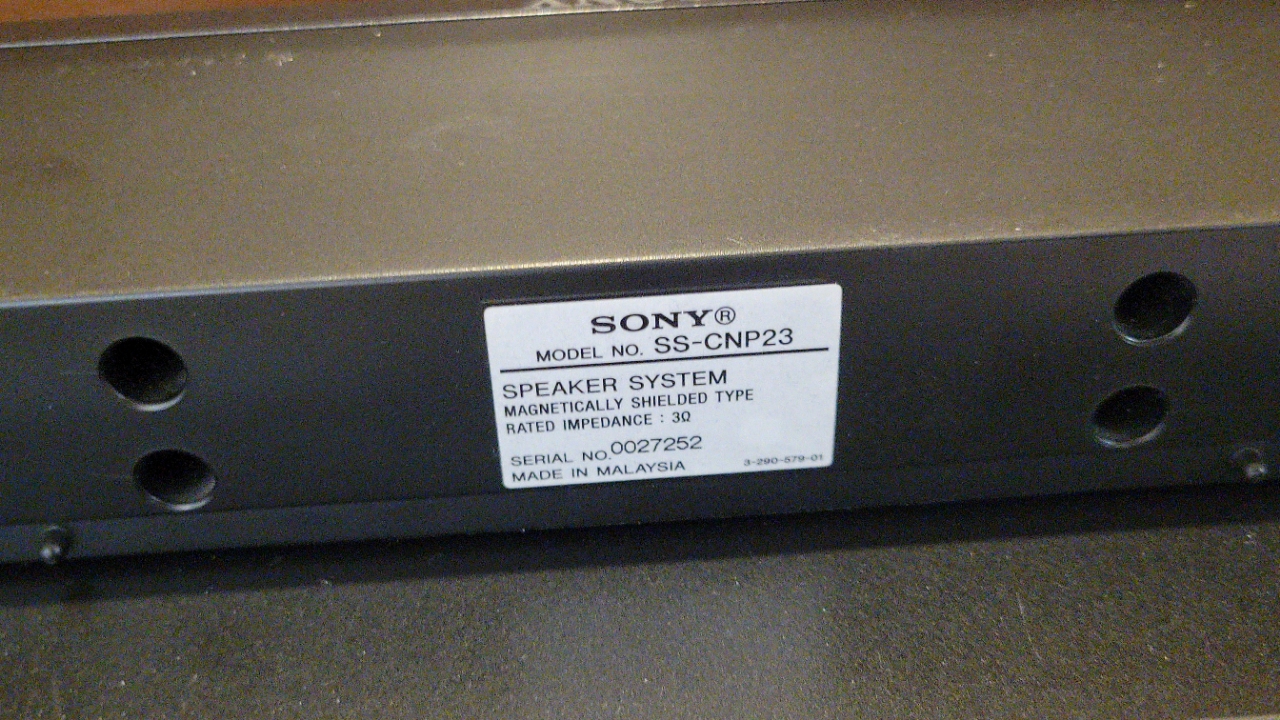 SONY®
MODEL NO. SS-CNP23
SPEAKER SYSTEM
MAGNETICALLY SHIELDED TYPE
RATED IMPEDANCE : 3Ω
SERIAL NO. 0027252
MADE IN MALAYSIA 3-290-579-01